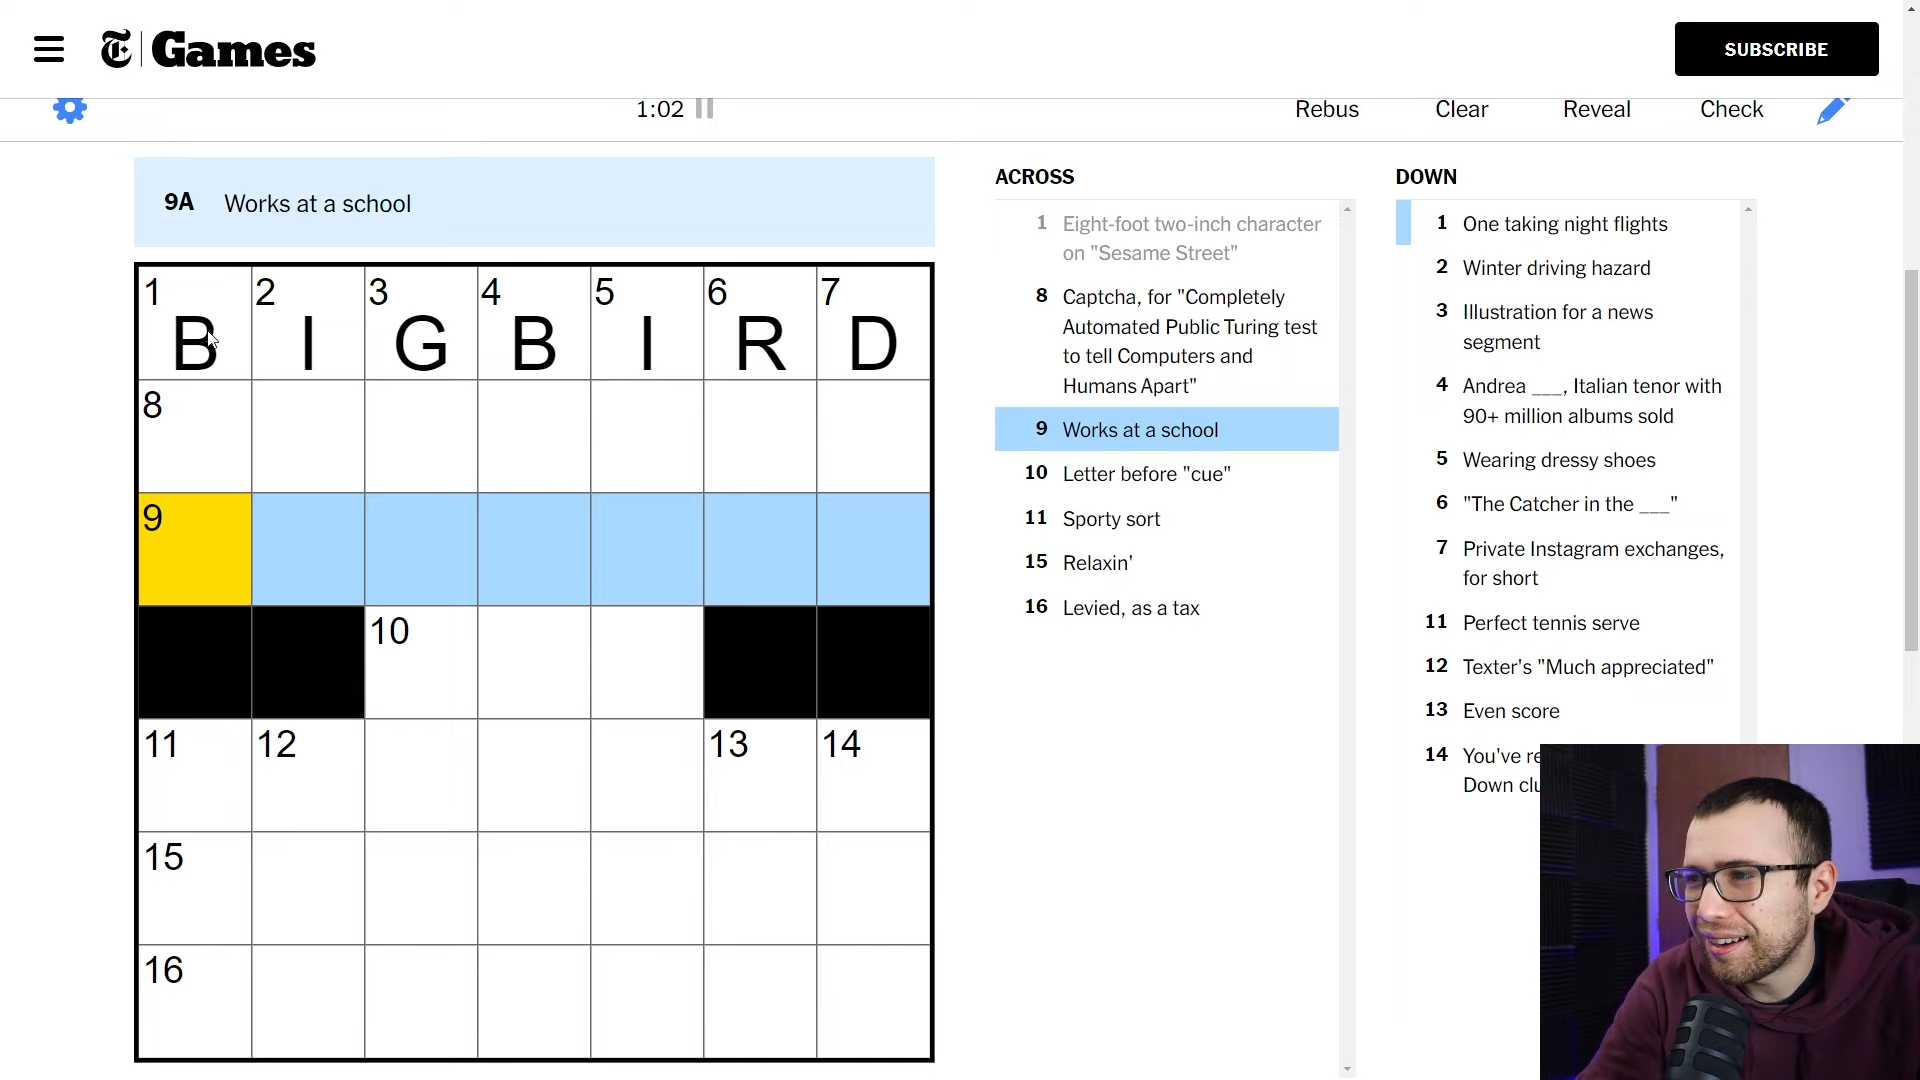 T Games
SUBSCRIBE
1:02
Rebus
Clear
Reveal
Check
9A Works at a school
1 2 3 4 5 6 7
B I G B I R D
8
9
10
11 12 13 14
15
16
ACROSS
1 Eight-foot two-inch character
on "Sesame Street"
8 Captcha, for "Completely
Automated Public Turing test
to tell Computers and
Humans Apart"
9 Works at a school
10 Letter before "cue"
11 Sporty sort
15 Relaxin'
16 Levied, as a tax
DOWN
1 One taking night flights
2 Winter driving hazard
3 Illustration for a news
segment
4 Andrea ___, Italian tenor with
90+ million albums sold
5 Wearing dressy shoes
6 "The Catcher in the ___"
7 Private Instagram exchanges,
for short
11 Perfect tennis serve
12 Texter's "Much appreciated"
13 Even score
14 You've re
Down clu